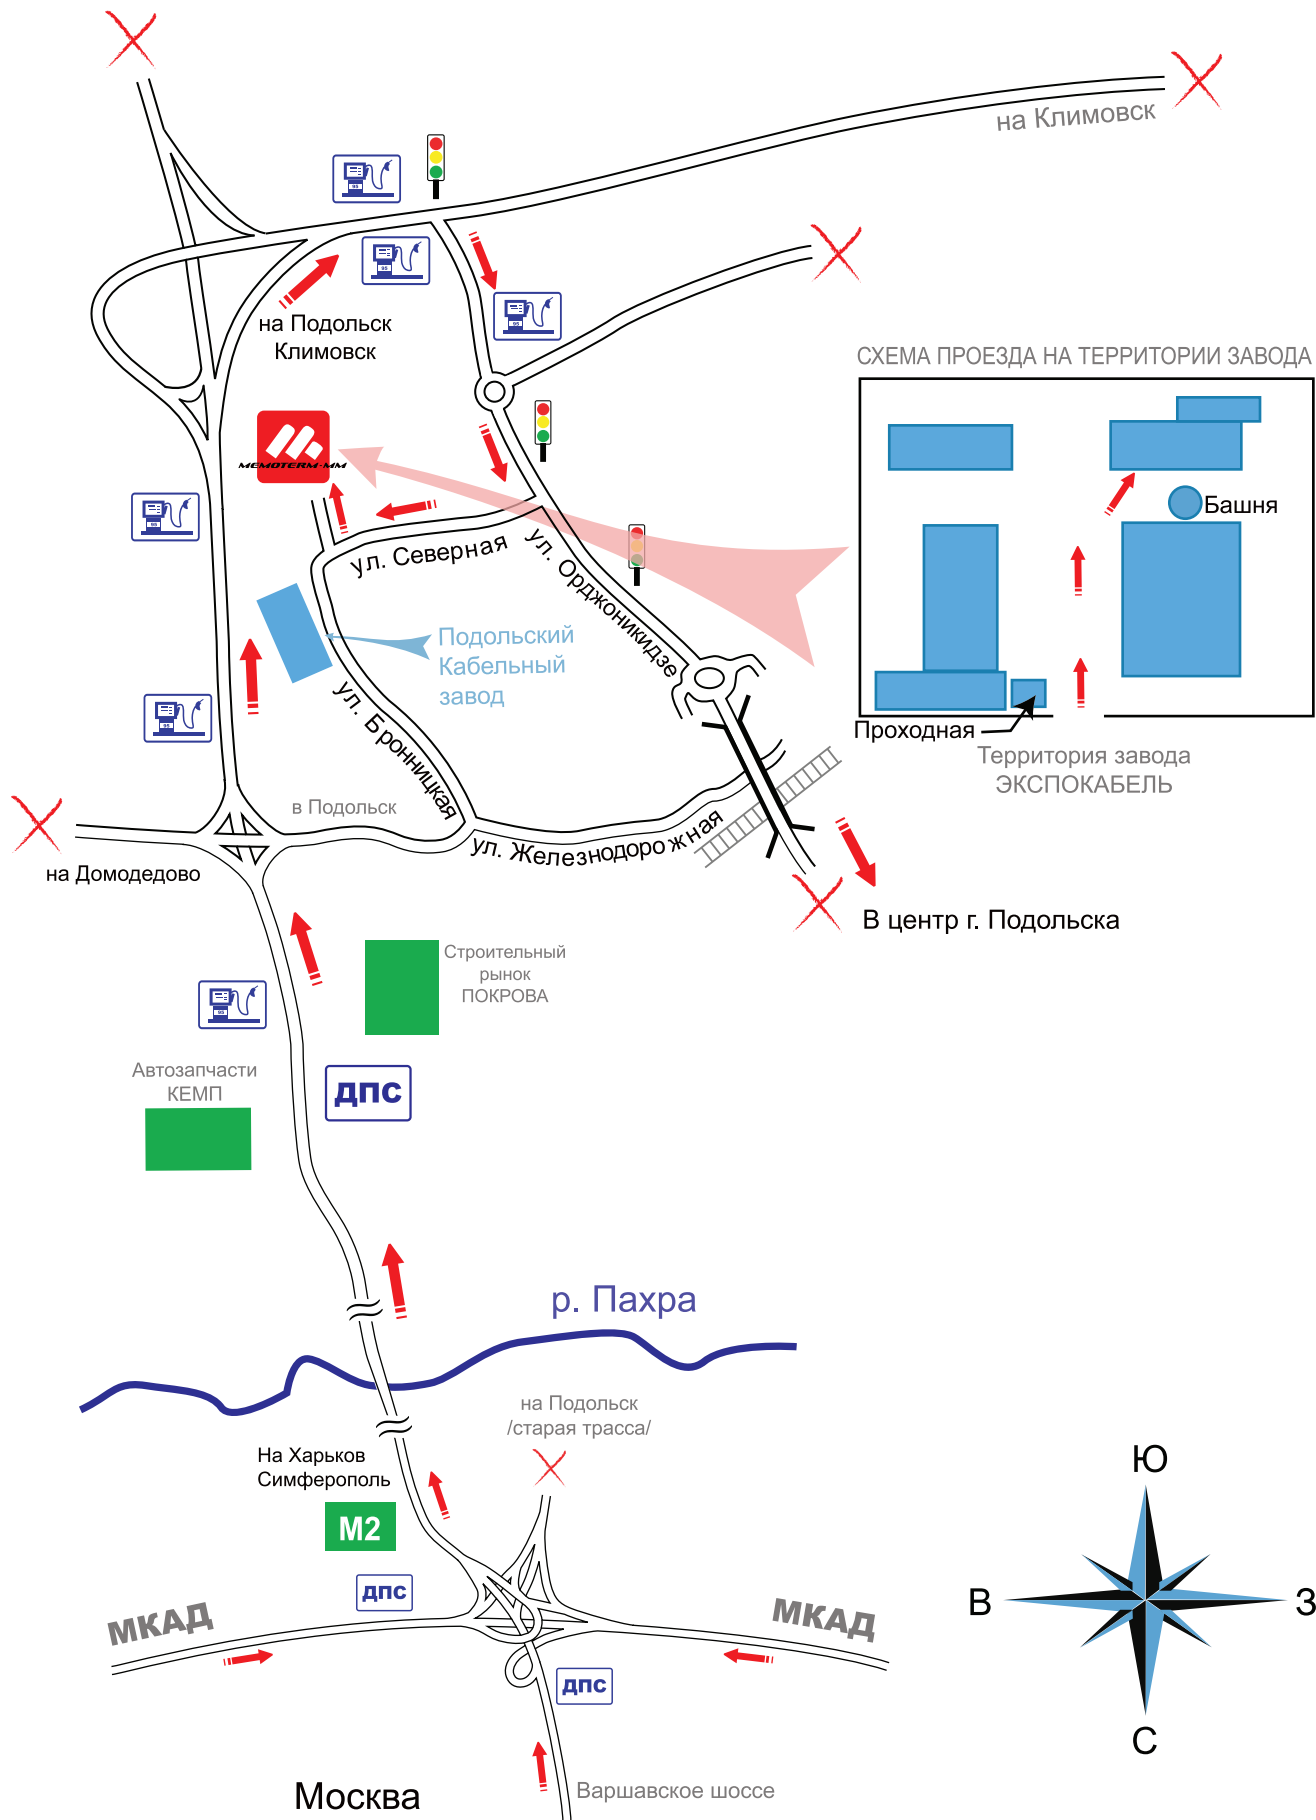 на Климовск
на Подольск
Климовск
СХЕМА ПРОЕЗДА НА ТЕРРИТОРИИ ЗАВОДА
MEMOTERM-MM
Башня
ул. Северная
ул. Орджоникидзе
Подольский
Кабельный
завод
ул. Бронницкая
Проходная
Территория завода
ЭКСПОКАБЕЛЬ
в Подольск
ул. Железнодорожная
на Домодедово
В центр г. Подольска
Строительный
рынок
ПОКРОВА
Автозапчасти
КЕМП
ДПС
р. Пахра
на Подольск
/старая трасса/
На Харьков
Симферополь
М2
ДПС
МКАД
МКАД
ДПС
Ю
В
З
С
Москва
Варшавское шоссе